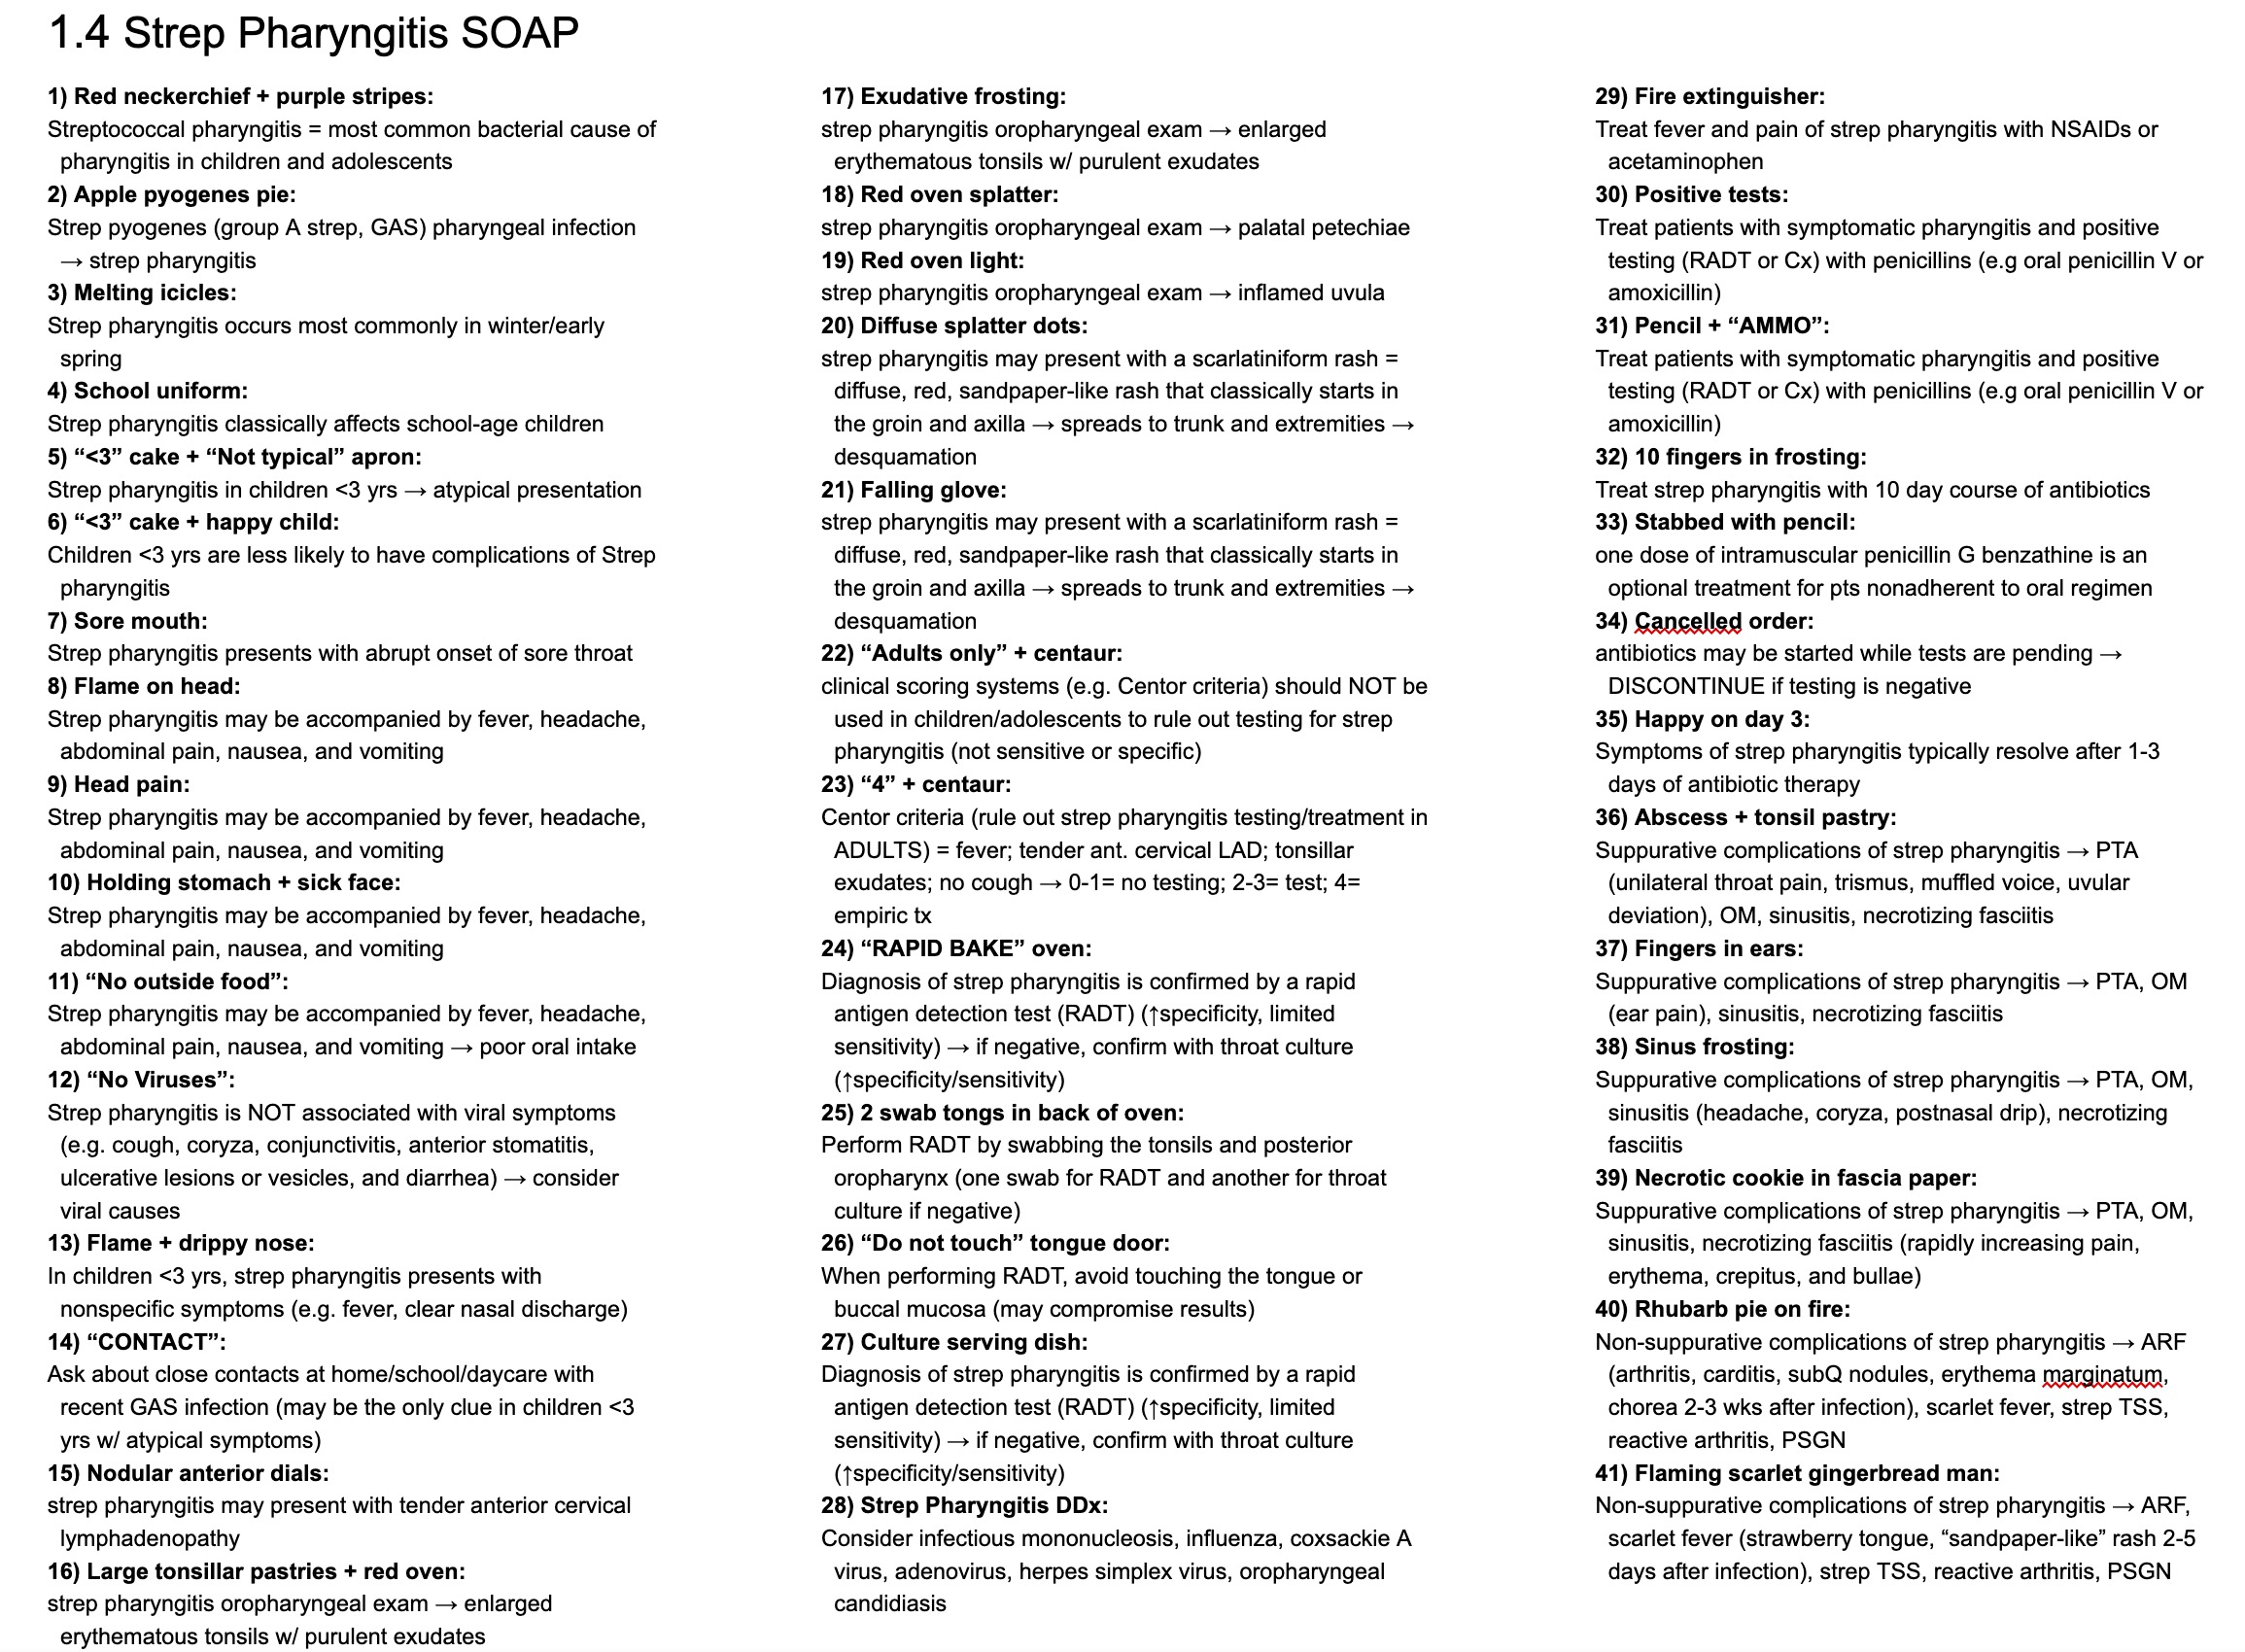 1.4 Strep Pharyngitis SOAP
1) Red neckerchief + purple stripes:
Streptococcal pharyngitis = most common bacterial cause of
pharyngitis in children and adolescents
2) Apple pyogenes pie:
Strep pyogenes (group A strep, GAS) pharyngeal infection
→ strep pharyngitis
3) Melting icicles:
Strep pharyngitis occurs most commonly in winter/early
spring
4) School uniform:
Strep pharyngitis classically affects school-age children
5) “<3” cake + “Not typical” apron:
Strep pharyngitis in children <3 yrs → atypical presentation
6) “<3” cake + happy child:
Children <3 yrs are less likely to have complications of Strep
pharyngitis
7) Sore mouth:
Strep pharyngitis presents with abrupt onset of sore throat
8) Flame on head:
Strep pharyngitis may be accompanied by fever, headache,
abdominal pain, nausea, and vomiting
9) Head pain:
Strep pharyngitis may be accompanied by fever, headache,
abdominal pain, nausea, and vomiting
10) Holding stomach + sick face:
Strep pharyngitis may be accompanied by fever, headache,
abdominal pain, nausea, and vomiting
11) “No outside food”:
Strep pharyngitis may be accompanied by fever, headache,
abdominal pain, nausea, and vomiting → poor oral intake
12) “No Viruses”:
Strep pharyngitis is NOT associated with viral symptoms
(e.g. cough, coryza, conjunctivitis, anterior stomatitis,
ulcerative lesions or vesicles, and diarrhea) → consider
viral causes
13) Flame + drippy nose:
In children <3 yrs, strep pharyngitis presents with
nonspecific symptoms (e.g. fever, clear nasal discharge)
14) “CONTACT”:
Ask about close contacts at home/school/daycare with
recent GAS infection (may be the only clue in children <3
yrs w/ atypical symptoms)
15) Nodular anterior dials:
strep pharyngitis may present with tender anterior cervical
lymphadenopathy
16) Large tonsillar pastries + red oven:
strep pharyngitis oropharyngeal exam → enlarged
erythematous tonsils w/ purulent exudates
17) Exudative frosting:
strep pharyngitis oropharyngeal exam → enlarged
erythematous tonsils w/ purulent exudates
18) Red oven splatter:
strep pharyngitis oropharyngeal exam → palatal petechiae
19) Red oven light:
strep pharyngitis oropharyngeal exam → inflamed uvula
20) Diffuse splatter dots:
strep pharyngitis may present with a scarlatiniform rash =
diffuse, red, sandpaper-like rash that classically starts in
the groin and axilla → spreads to trunk and extremities →
desquamation
21) Falling glove:
strep pharyngitis may present with a scarlatiniform rash =
diffuse, red, sandpaper-like rash that classically starts in
the groin and axilla → spreads to trunk and extremities →
desquamation
22) “Adults only” + centaur:
clinical scoring systems (e.g. Centor criteria) should NOT be
used in children/adolescents to rule out testing for strep
pharyngitis (not sensitive or specific)
23) “4” + centaur:
Centor criteria (rule out strep pharyngitis testing/treatment in
ADULTS) = fever; tender ant. cervical LAD; tonsillar
exudates; no cough → 0-1= no testing; 2-3= test; 4=
empiric tx
24) “RAPID BAKE” oven:
Diagnosis of strep pharyngitis is confirmed by a rapid
antigen detection test (RADT) (↑specificity, limited
sensitivity) → if negative, confirm with throat culture
(↑specificity/sensitivity)
25) 2 swab tongs in back of oven:
Perform RADT by swabbing the tonsils and posterior
oropharynx (one swab for RADT and another for throat
culture if negative)
26) “Do not touch” tongue door:
When performing RADT, avoid touching the tongue or
buccal mucosa (may compromise results)
27) Culture serving dish:
Diagnosis of strep pharyngitis is confirmed by a rapid
antigen detection test (RADT) (↑specificity, limited
sensitivity) → if negative, confirm with throat culture
(↑specificity/sensitivity)
28) Strep Pharyngitis DDx:
Consider infectious mononucleosis, influenza, coxsackie A
virus, adenovirus, herpes simplex virus, oropharyngeal
candidiasis
29) Fire extinguisher:
Treat fever and pain of strep pharyngitis with NSAIDs or
acetaminophen
30) Positive tests:
Treat patients with symptomatic pharyngitis and positive
testing (RADT or Cx) with penicillins (e.g oral penicillin V or
amoxicillin)
31) Pencil + “AMMO”:
Treat patients with symptomatic pharyngitis and positive
testing (RADT or Cx) with penicillins (e.g oral penicillin V or
amoxicillin)
32) 10 fingers in frosting:
Treat strep pharyngitis with 10 day course of antibiotics
33) Stabbed with pencil:
one dose of intramuscular penicillin G benzathine is an
optional treatment for pts nonadherent to oral regimen
34) Cancelled order:
antibiotics may be started while tests are pending →
DISCONTINUE if testing is negative
35) Happy on day 3:
Symptoms of strep pharyngitis typically resolve after 1-3
days of antibiotic therapy
36) Abscess + tonsil pastry:
Suppurative complications of strep pharyngitis → PTA
(unilateral throat pain, trismus, muffled voice, uvular
deviation), OM, sinusitis, necrotizing fasciitis
37) Fingers in ears:
Suppurative complications of strep pharyngitis → PTA, OM
(ear pain), sinusitis, necrotizing fasciitis
38) Sinus frosting:
Suppurative complications of strep pharyngitis → PTA, OM,
sinusitis (headache, coryza, postnasal drip), necrotizing
fasciitis
39) Necrotic cookie in fascia paper:
Suppurative complications of strep pharyngitis → PTA, OM,
sinusitis, necrotizing fasciitis (rapidly increasing pain,
erythema, crepitus, and bullae)
40) Rhubarb pie on fire:
Non-suppurative complications of strep pharyngitis → ARF
(arthritis, carditis, subQ nodules, erythema marginatum,
chorea 2-3 wks after infection), scarlet fever, strep TSS,
reactive arthritis, PSGN
41) Flaming scarlet gingerbread man:
Non-suppurative complications of strep pharyngitis → ARF,
scarlet fever (strawberry tongue, “sandpaper-like” rash 2-5
days after infection), strep TSS, reactive arthritis, PSGN